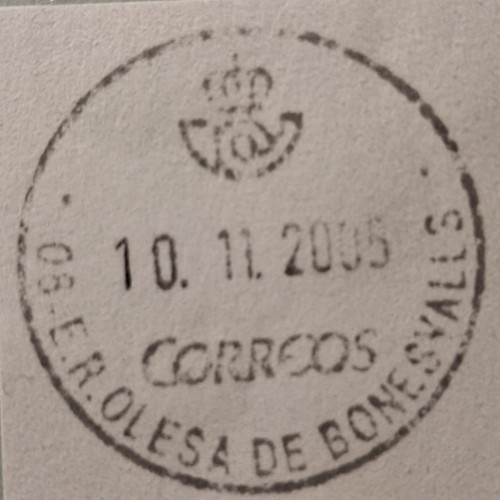 10. 11. 2005
CORREOS
08-E.R. OLESA DE BONESVALLS